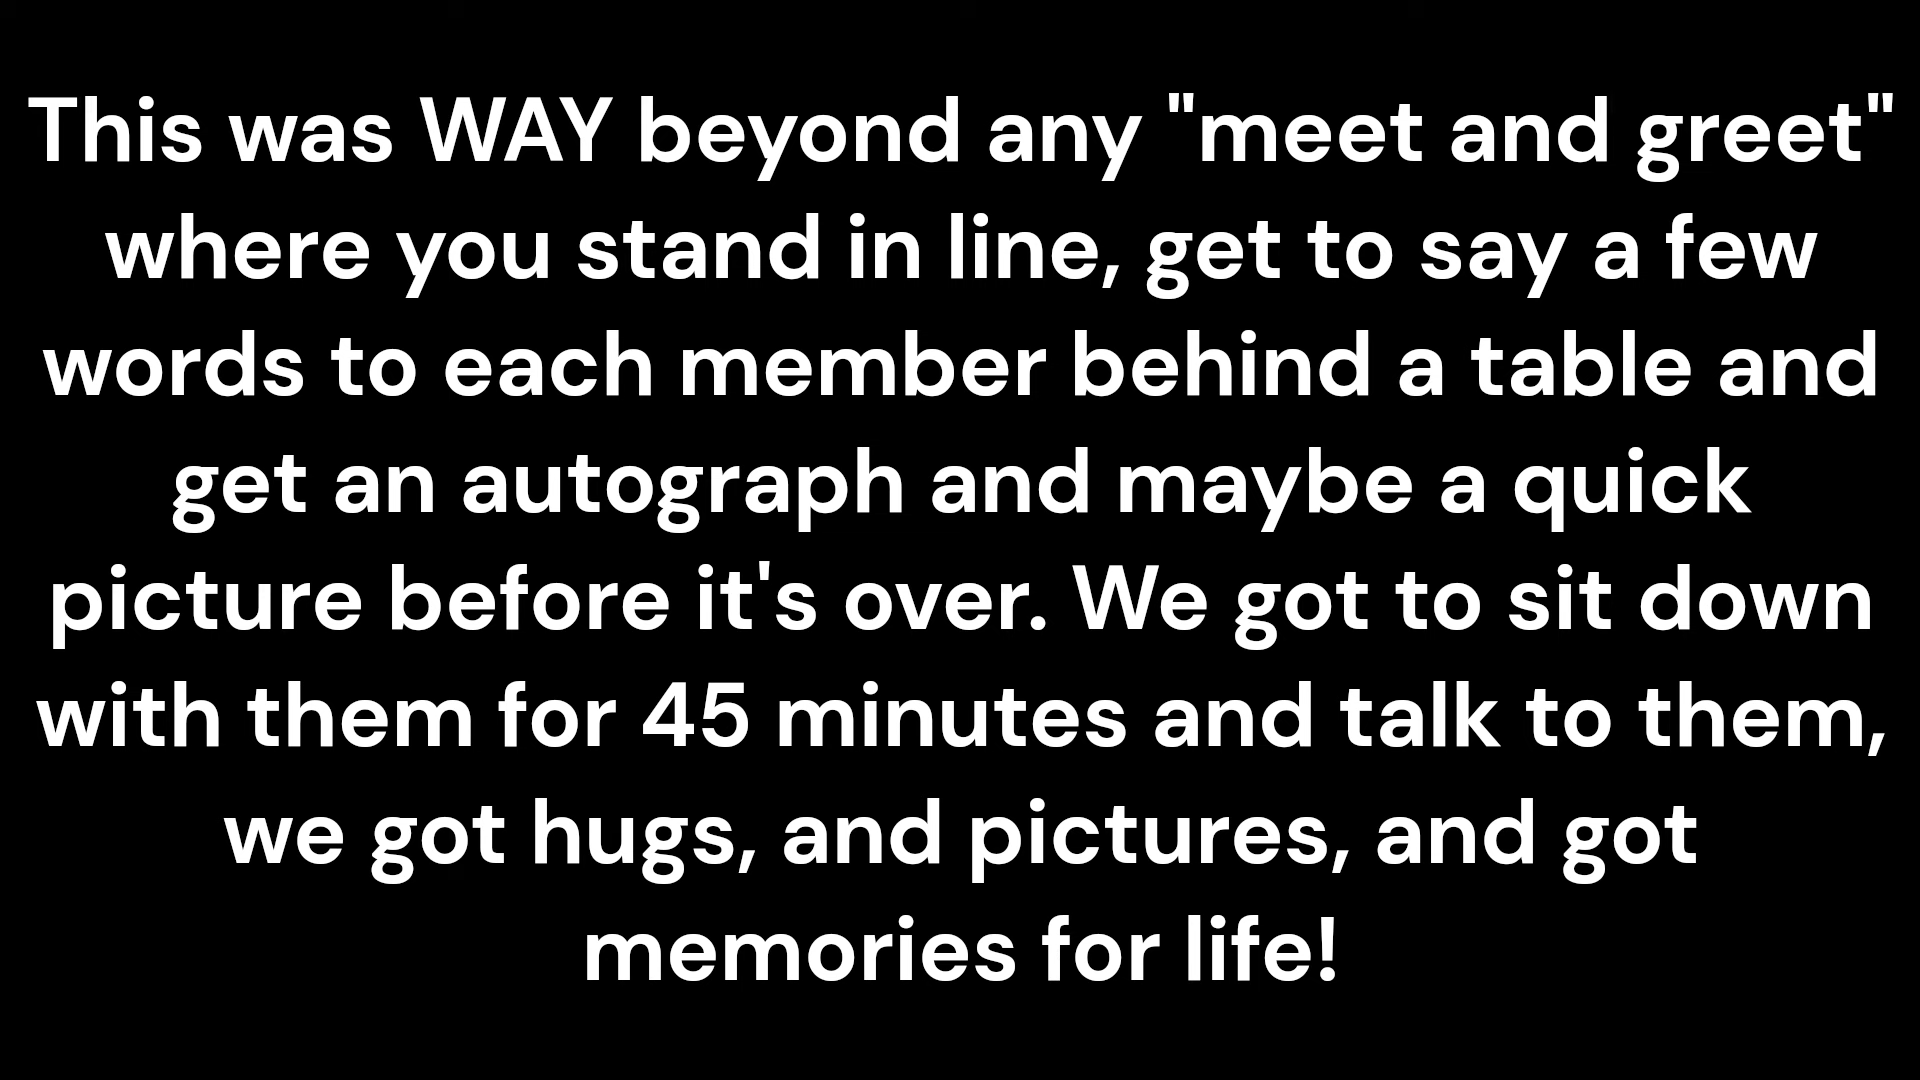 This was WAY beyond any "meet and greet"
where you stand in line, get to say a few
words to each member behind a table and
get an autograph and maybe a quick
picture before it's over. We got to sit down
with them for 45 minutes and talk to them,
we got hugs, and pictures, and got
memories for life!